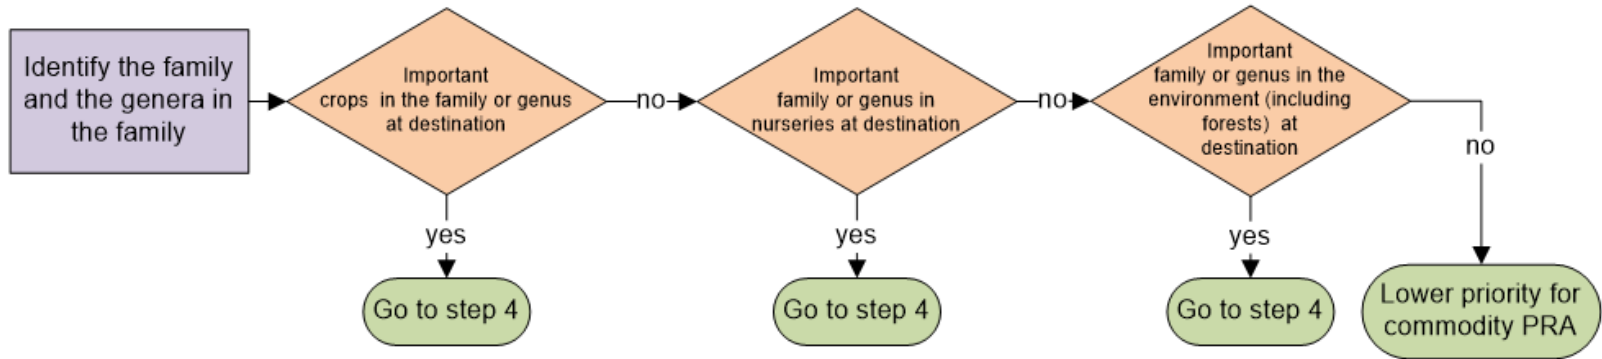 Identify the family
and the genera in
the family
Important
crops in the family or genus
at destination
no
Important
family or genus in
nurseries at destination
no
Important
family or genus in the
environment (including
forests) at
destination
no
yes
yes
yes
Go to step 4
Go to step 4
Go to step 4
Lower priority for
commodity PRA